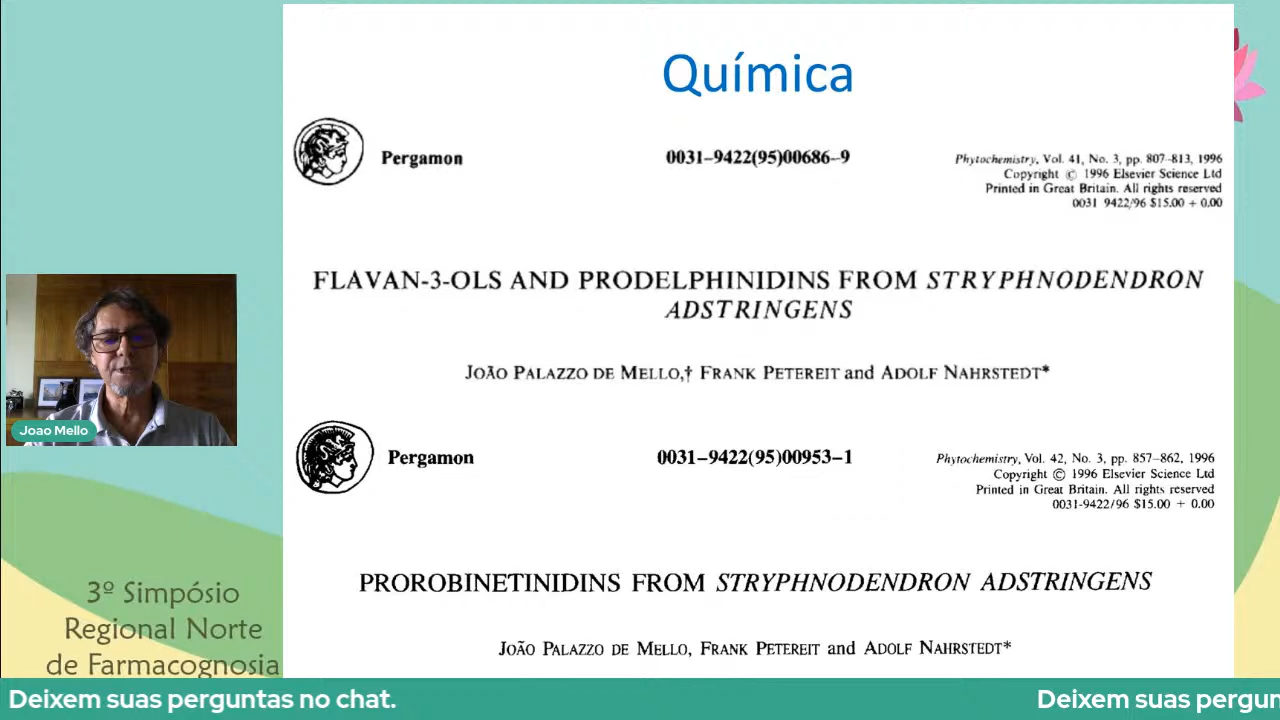 Química
Pergamon
0031–9422(95)00686–9
Phytochemistry, Vol. 41, No. 3, pp. 807–813, 1996
Copyright © 1996 Elsevier Science Ltd
Printed in Great Britain. All rights reserved
0031 9422/96 $15.00 + 0.00
FLAVAN-3-OLS AND PRODELPHINIDINS FROM STRYPHNODENDRON
ADSTRINGENS
JOÃO PALAZZO DE MELLO,† FRANK PETEREIT and ADOLF NAHRSTEDT*
Pergamon
0031–9422(95)00953–1
Phytochemistry, Vol. 42, No. 3, pp. 857–862, 1996
Copyright © 1996 Elsevier Science Ltd
Printed in Great Britain. All rights reserved
0031-9422/96 $15.00 + 0.00
PROROBINETINIDINS FROM STRYPHNODENDRON ADSTRINGENS
JOÃO PALAZZO DE MELLO, FRANK PETEREIT and ADOLF NAHRSTEDT*
Joao Mello
3º Simpósio
Regional Norte
de Farmacognosia
Deixem suas perguntas no chat.
Deixem suas pergun